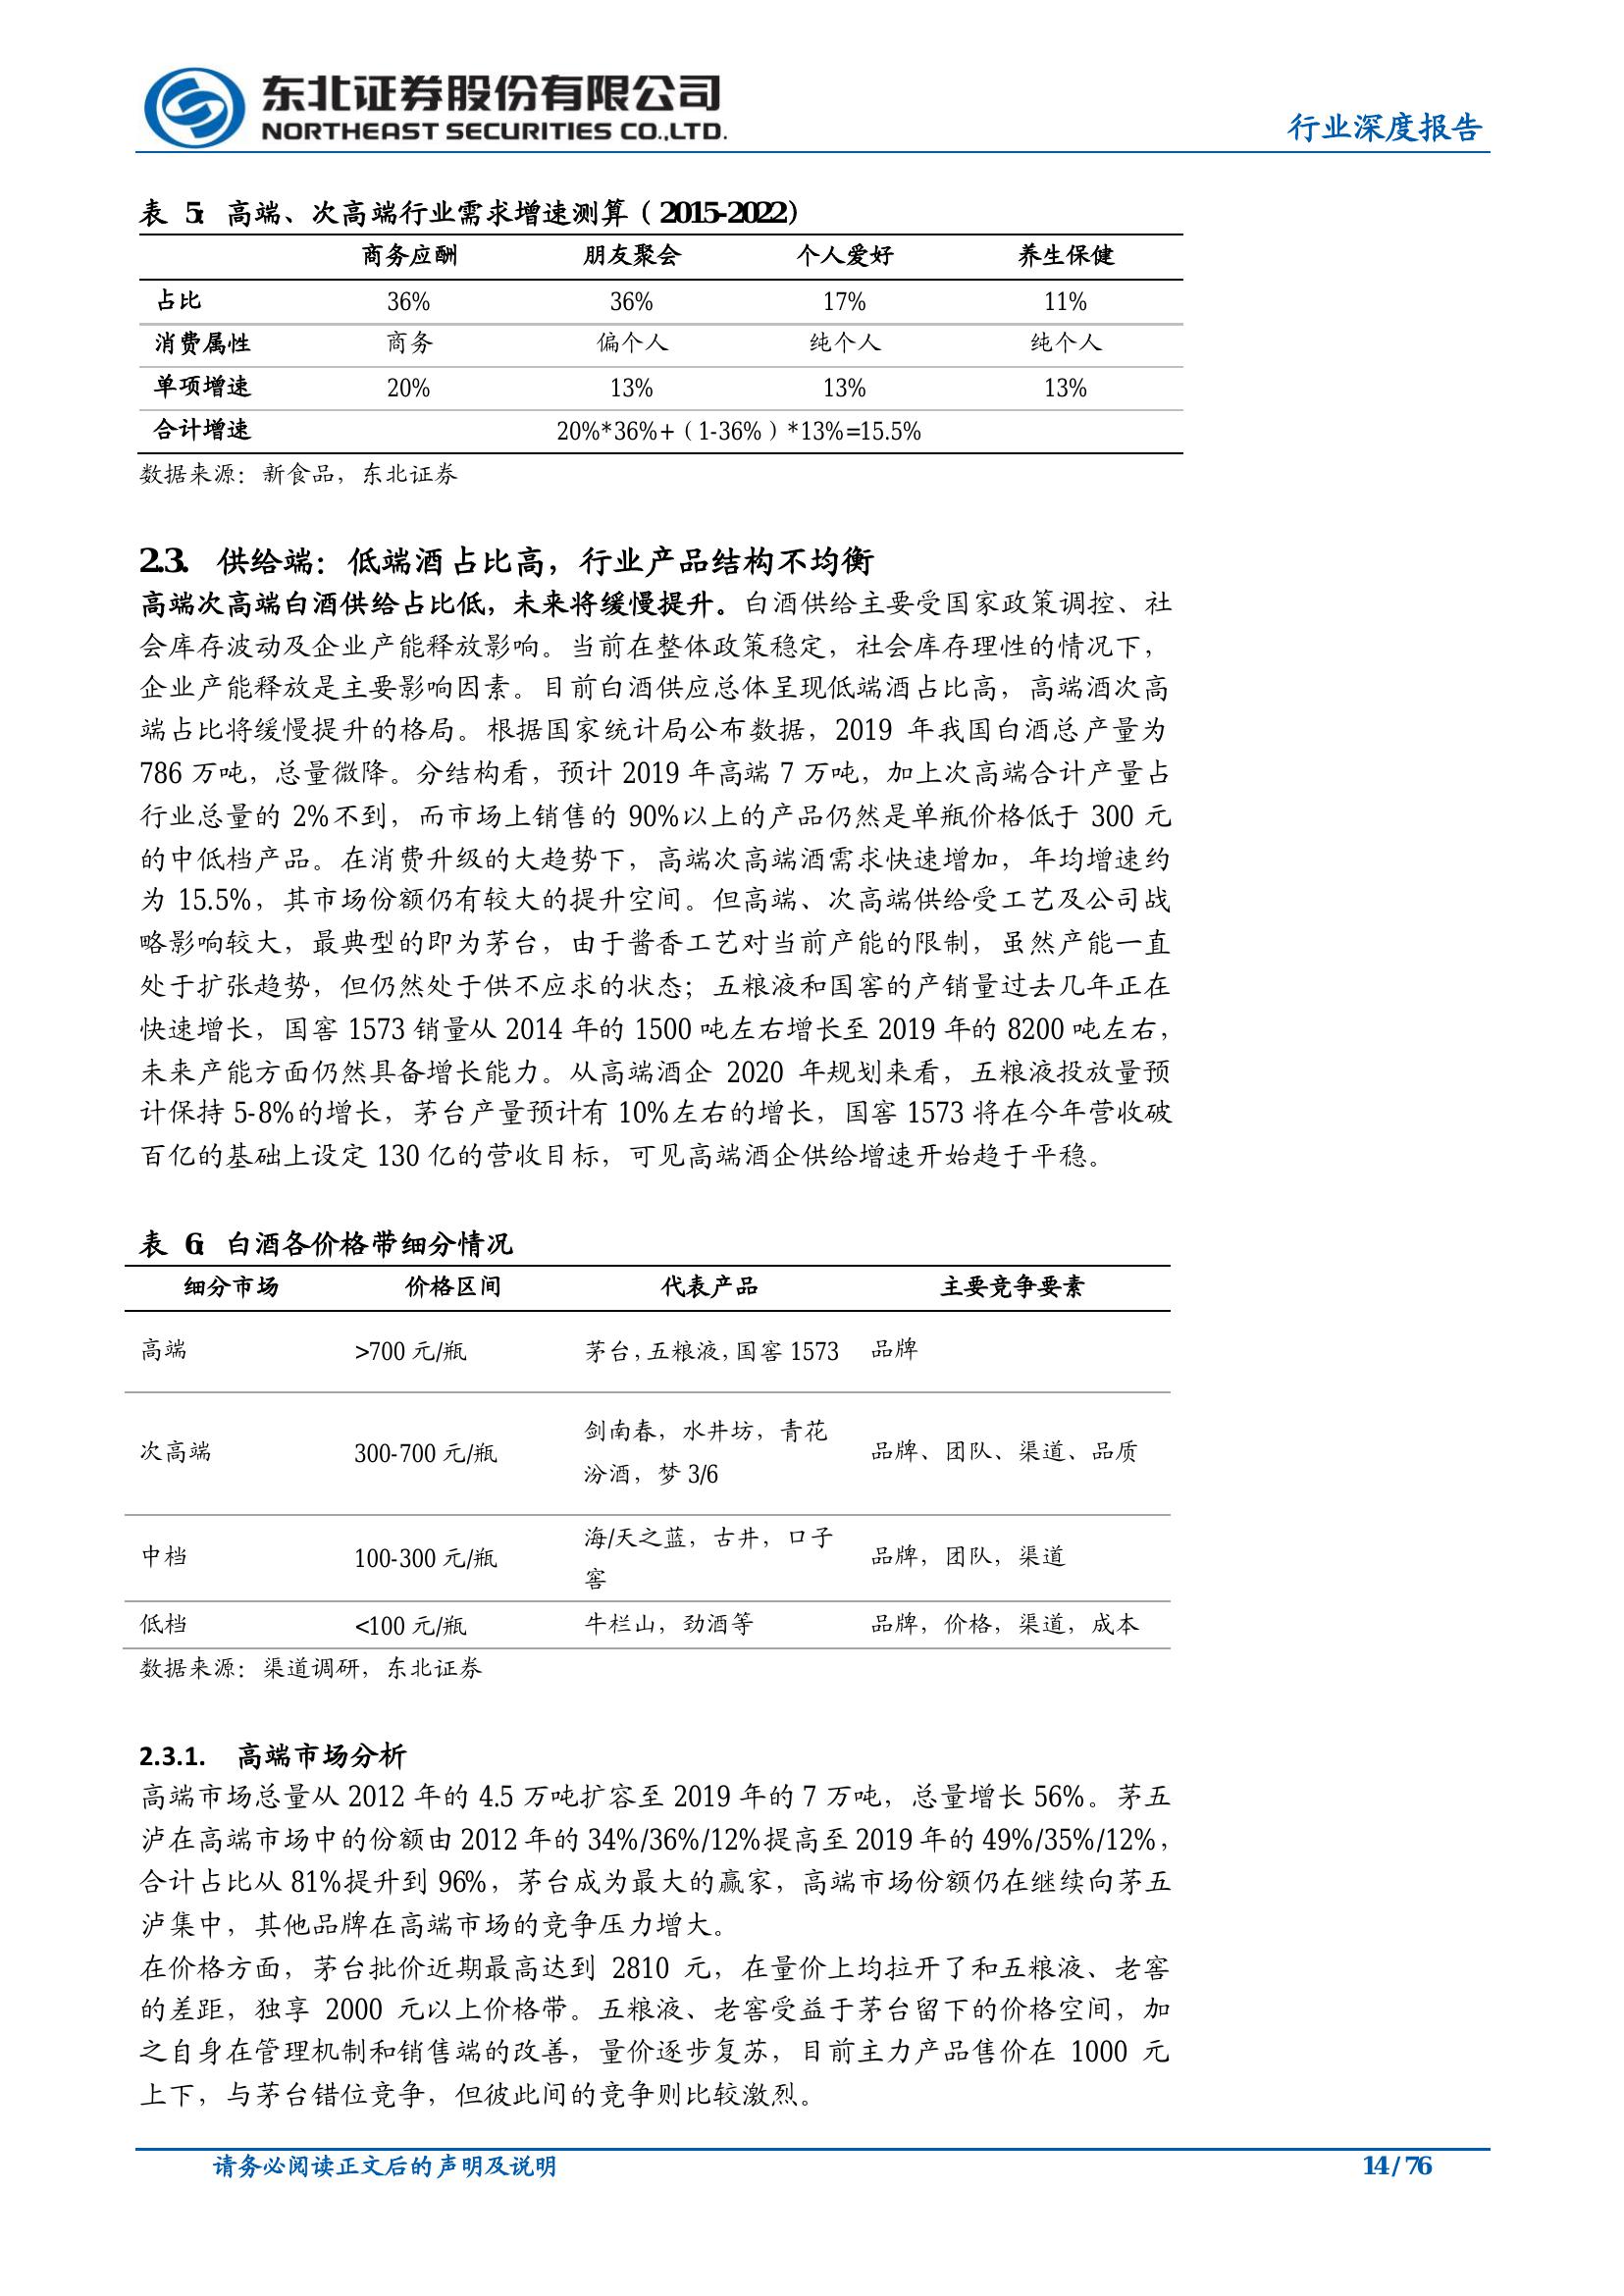 东北证券股份有限公司
NORTHEAST SECURITIES CO.,LTD.
行业深度报告
表 5: 高端、次高端行业需求增速测算(2015-2022)
商务应酬 朋友聚会 个人爱好 养生保健
占比 36% 36% 17% 11%
消费属性 商务 偏个人 纯个人 纯个人
单项增速 20% 13% 13% 13%
合计增速 20%*36%+(1-36%)*13%=15.5%
数据来源:新食品,东北证券
2.3. 供给端:低端酒占比高,行业产品结构不均衡
高端次高端白酒供给占比低,未来将缓慢提升。白酒供给主要受国家政策调控、社
会库存波动及企业产能释放影响。当前在整体政策稳定,社会库存理性的情况下,
企业产能释放是主要影响因素。目前白酒供应总体呈现低端酒占比高,高端酒次高
端占比将缓慢提升的格局。根据国家统计局公布数据,2019 年我国白酒总产量为
786 万吨,总量微降。分结构看,预计 2019 年高端 7 万吨,加上次高端合计产量占
行业总量的 2%不到,而市场上销售的 90%以上的产品仍然是单瓶价格低于 300 元
的中低档产品。在消费升级的大趋势下,高端次高端酒需求快速增加,年均增速约
为 15.5%,其市场份额仍有较大的提升空间。但高端、次高端供给受工艺及公司战
略影响较大,最典型的即为茅台,由于酱香工艺对当前产能的限制,虽然产能一直
处于扩张趋势,但仍然处于供不应求的状态;五粮液和国窖的产销量过去几年正在
快速增长,国窖 1573 销量从 2014 年的 1500 吨左右增长至 2019 年的 8200 吨左右,
未来产能方面仍然具备增长能力。从高端酒企 2020 年规划来看,五粮液投放量预
计保持 5-8%的增长,茅台产量预计有 10%左右的增长,国窖 1573 将在今年营收破
百亿的基础上设定 130 亿的营收目标,可见高端酒企供给增速开始趋于平稳。
表 6: 白酒各价格带细分情况
细分市场 价格区间 代表产品 主要竞争要素
高端 >700 元/瓶 茅台,五粮液,国窖 1573 品牌
次高端 300-700 元/瓶 剑南春,水井坊,青花
汾酒,梦 3/6 品牌、团队、渠道、品质
中档 100-300 元/瓶 海/天之蓝,古井,口子
窖 品牌,团队,渠道
低档 <100 元/瓶 牛栏山,劲酒等 品牌,价格,渠道,成本
数据来源:渠道调研,东北证券
2.3.1. 高端市场分析
高端市场总量从 2012 年的 4.5 万吨扩容至 2019 年的 7 万吨,总量增长 56%。茅五
泸在高端市场中的份额由 2012 年的 34%/36%/12%提高至 2019 年的 49%/35%/12%,
合计占比从 81%提升到 96%,茅台成为最大的赢家,高端市场份额仍在继续向茅五
泸集中,其他品牌在高端市场的竞争压力增大。
在价格方面,茅台批价近期最高达到 2810 元,在量价上均拉开了和五粮液、老窖
的差距,独享 2000 元以上价格带。五粮液、老窖受益于茅台留下的价格空间,加
之自身在管理机制和销售端的改善,量价逐步复苏,目前主力产品售价在 1000 元
上下,与茅台错位竞争,但彼此间的竞争则比较激烈。
请务必阅读正文后的声明及说明
14 / 76